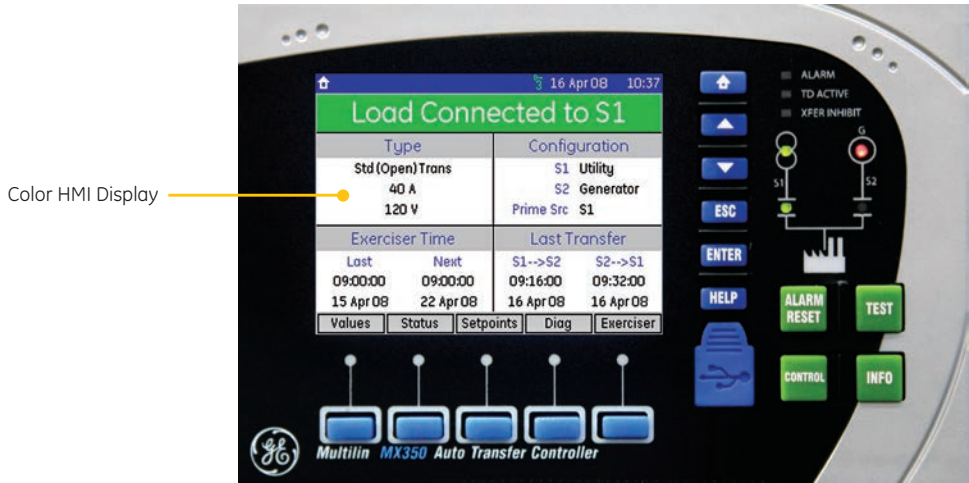 Color HMI Display
16 Apr 08 10:37
Load Connected to S1
Type
Std (Open) Trans
40 A
120 V
Configuration
S1 Utility
S2 Generator
Prime Src S1
Exerciser Time
Last Next
09:00:00 09:00:00
15 Apr 08 22 Apr 08
Last Transfer
S1-->S2 S2-->S1
09:16:00 09:32:00
16 Apr 08 16 Apr 08
Values Status Setpoints Diag Exerciser
ESC
ENTER
HELP
ALARM
TD ACTIVE
XFER INHIBIT
G
S1 S2
ALARM RESET
TEST
CONTROL
INFO
GE
Multilin MX350 Auto Transfer Controller